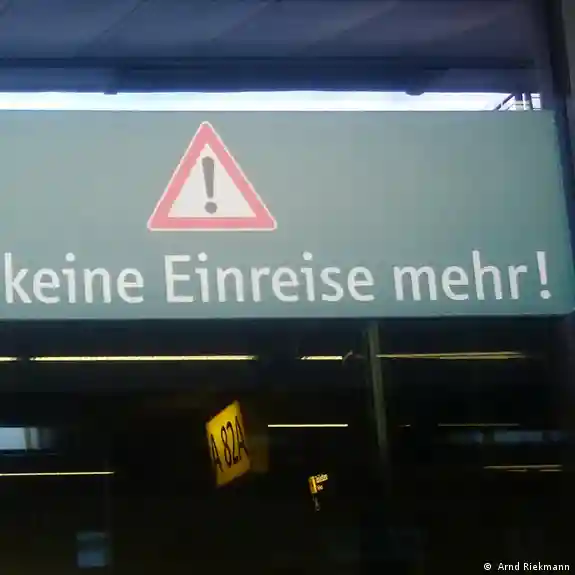 keine Einreise mehr!
A 82A
© Arnd Riekmann